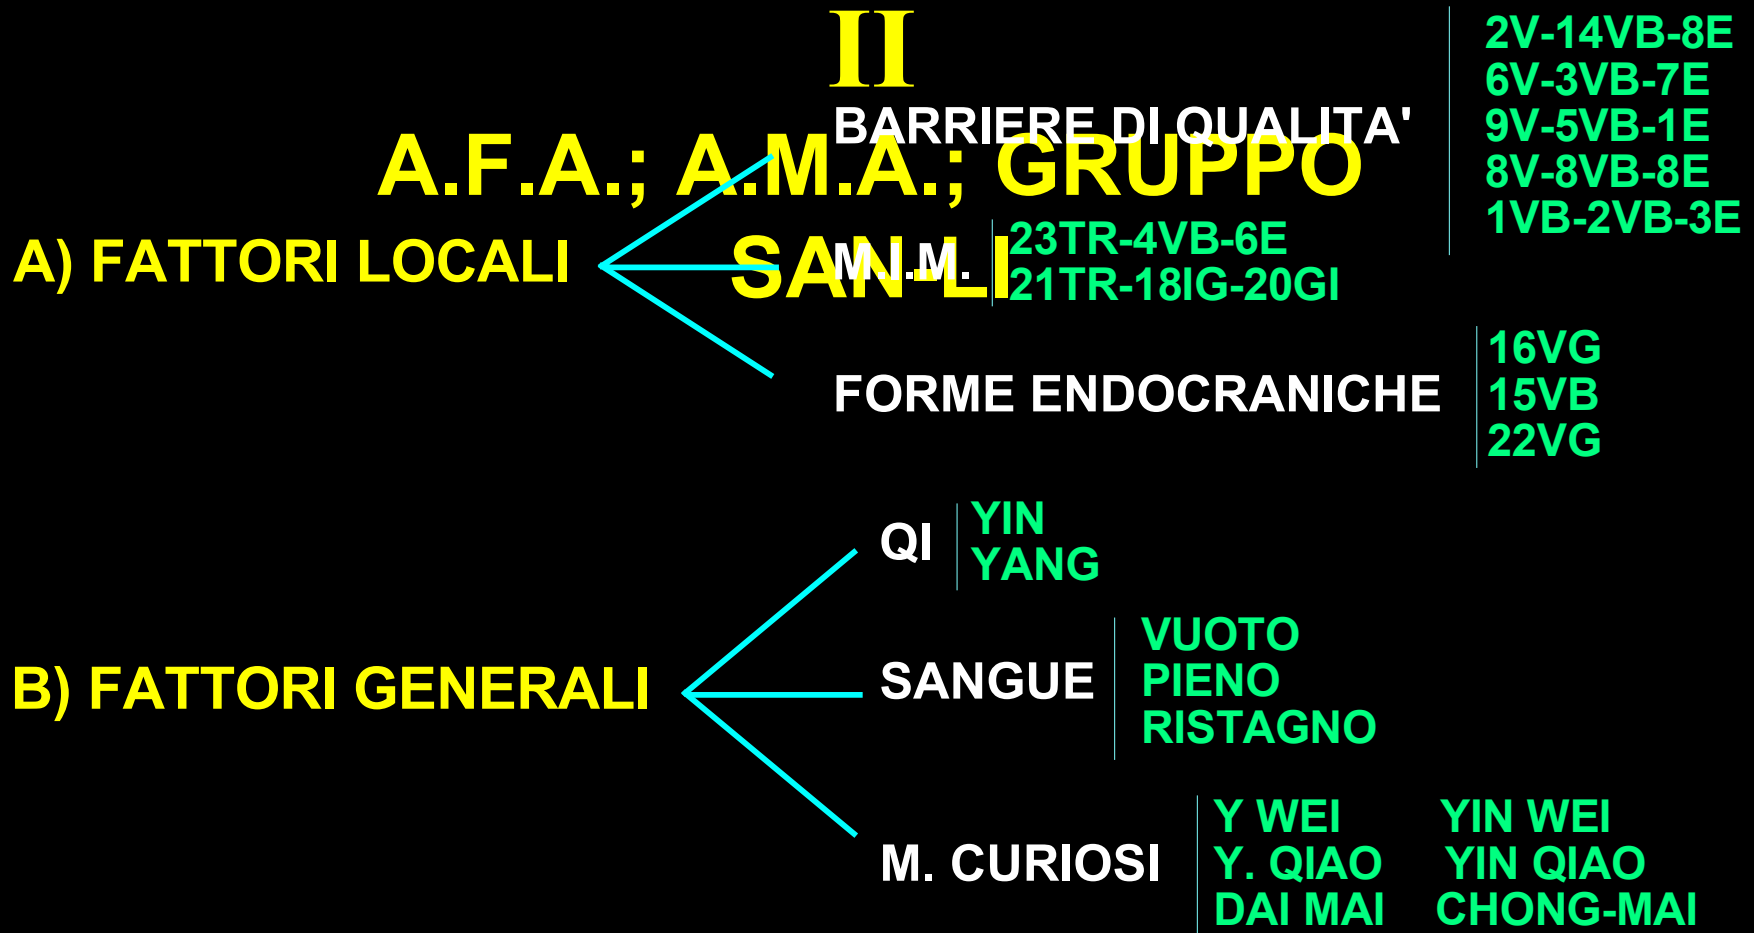 II
A.F.A.; A.M.A.; GRUPPO
SAN-LI
A) FATTORI LOCALI
BARRIERE DI QUALITA'
2V-14VB-8E
6V-3VB-7E
9V-5VB-1E
8V-8VB-8E
1VB-2VB-3E
M.I.M.
23TR-4VB-6E
21TR-18IG-20GI
FORME ENDOCRANICHE
16VG
15VB
22VG
B) FATTORI GENERALI
QI
YIN
YANG
SANGUE
VUOTO
PIENO
RISTAGNO
M. CURIOSI
Y WEI YIN WEI
Y. QIAO YIN QIAO
DAI MAI CHONG-MAI